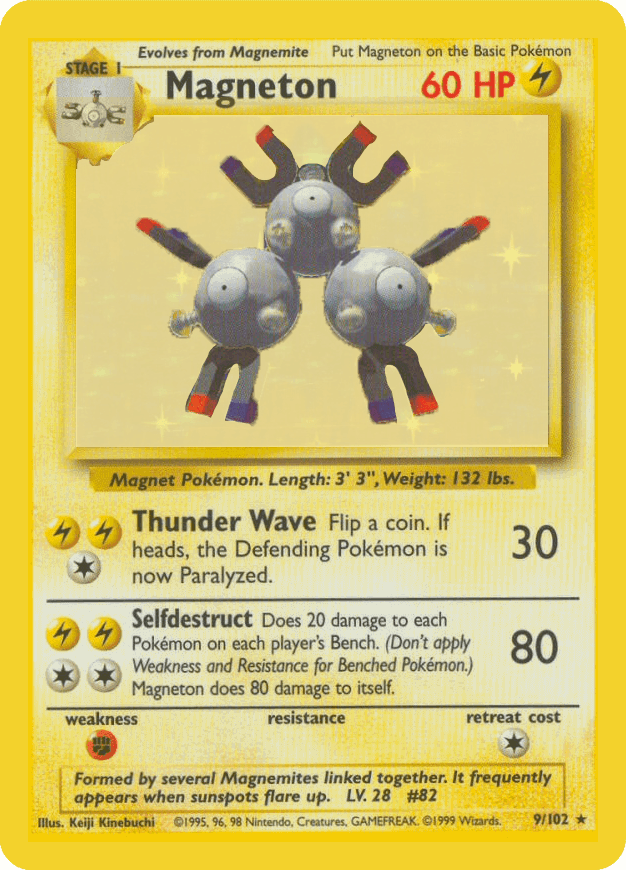 Evolves from Magnemite Put Magneton on the Basic Pokémon
STAGE 1
Magneton 60 HP
Magnet Pokémon. Length: 3' 3", Weight: 132 lbs.
Thunder Wave Flip a coin. If
heads, the Defending Pokémon is
now Paralyzed.
30
Selfdestruct Does 20 damage to each
Pokémon on each player's Bench. (Don't apply
Weakness and Resistance for Benched Pokémon.)
Magneton does 80 damage to itself.
80
weakness resistance retreat cost
Formed by several Magnemites linked together. It frequently
appears when sunspots flare up. LV. 28 #82
Illus. Keiji Kinebuchi ©1995, 96, 98 Nintendo, Creatures, GAMEFREAK. ©1999 Wizards. 9/102 ★